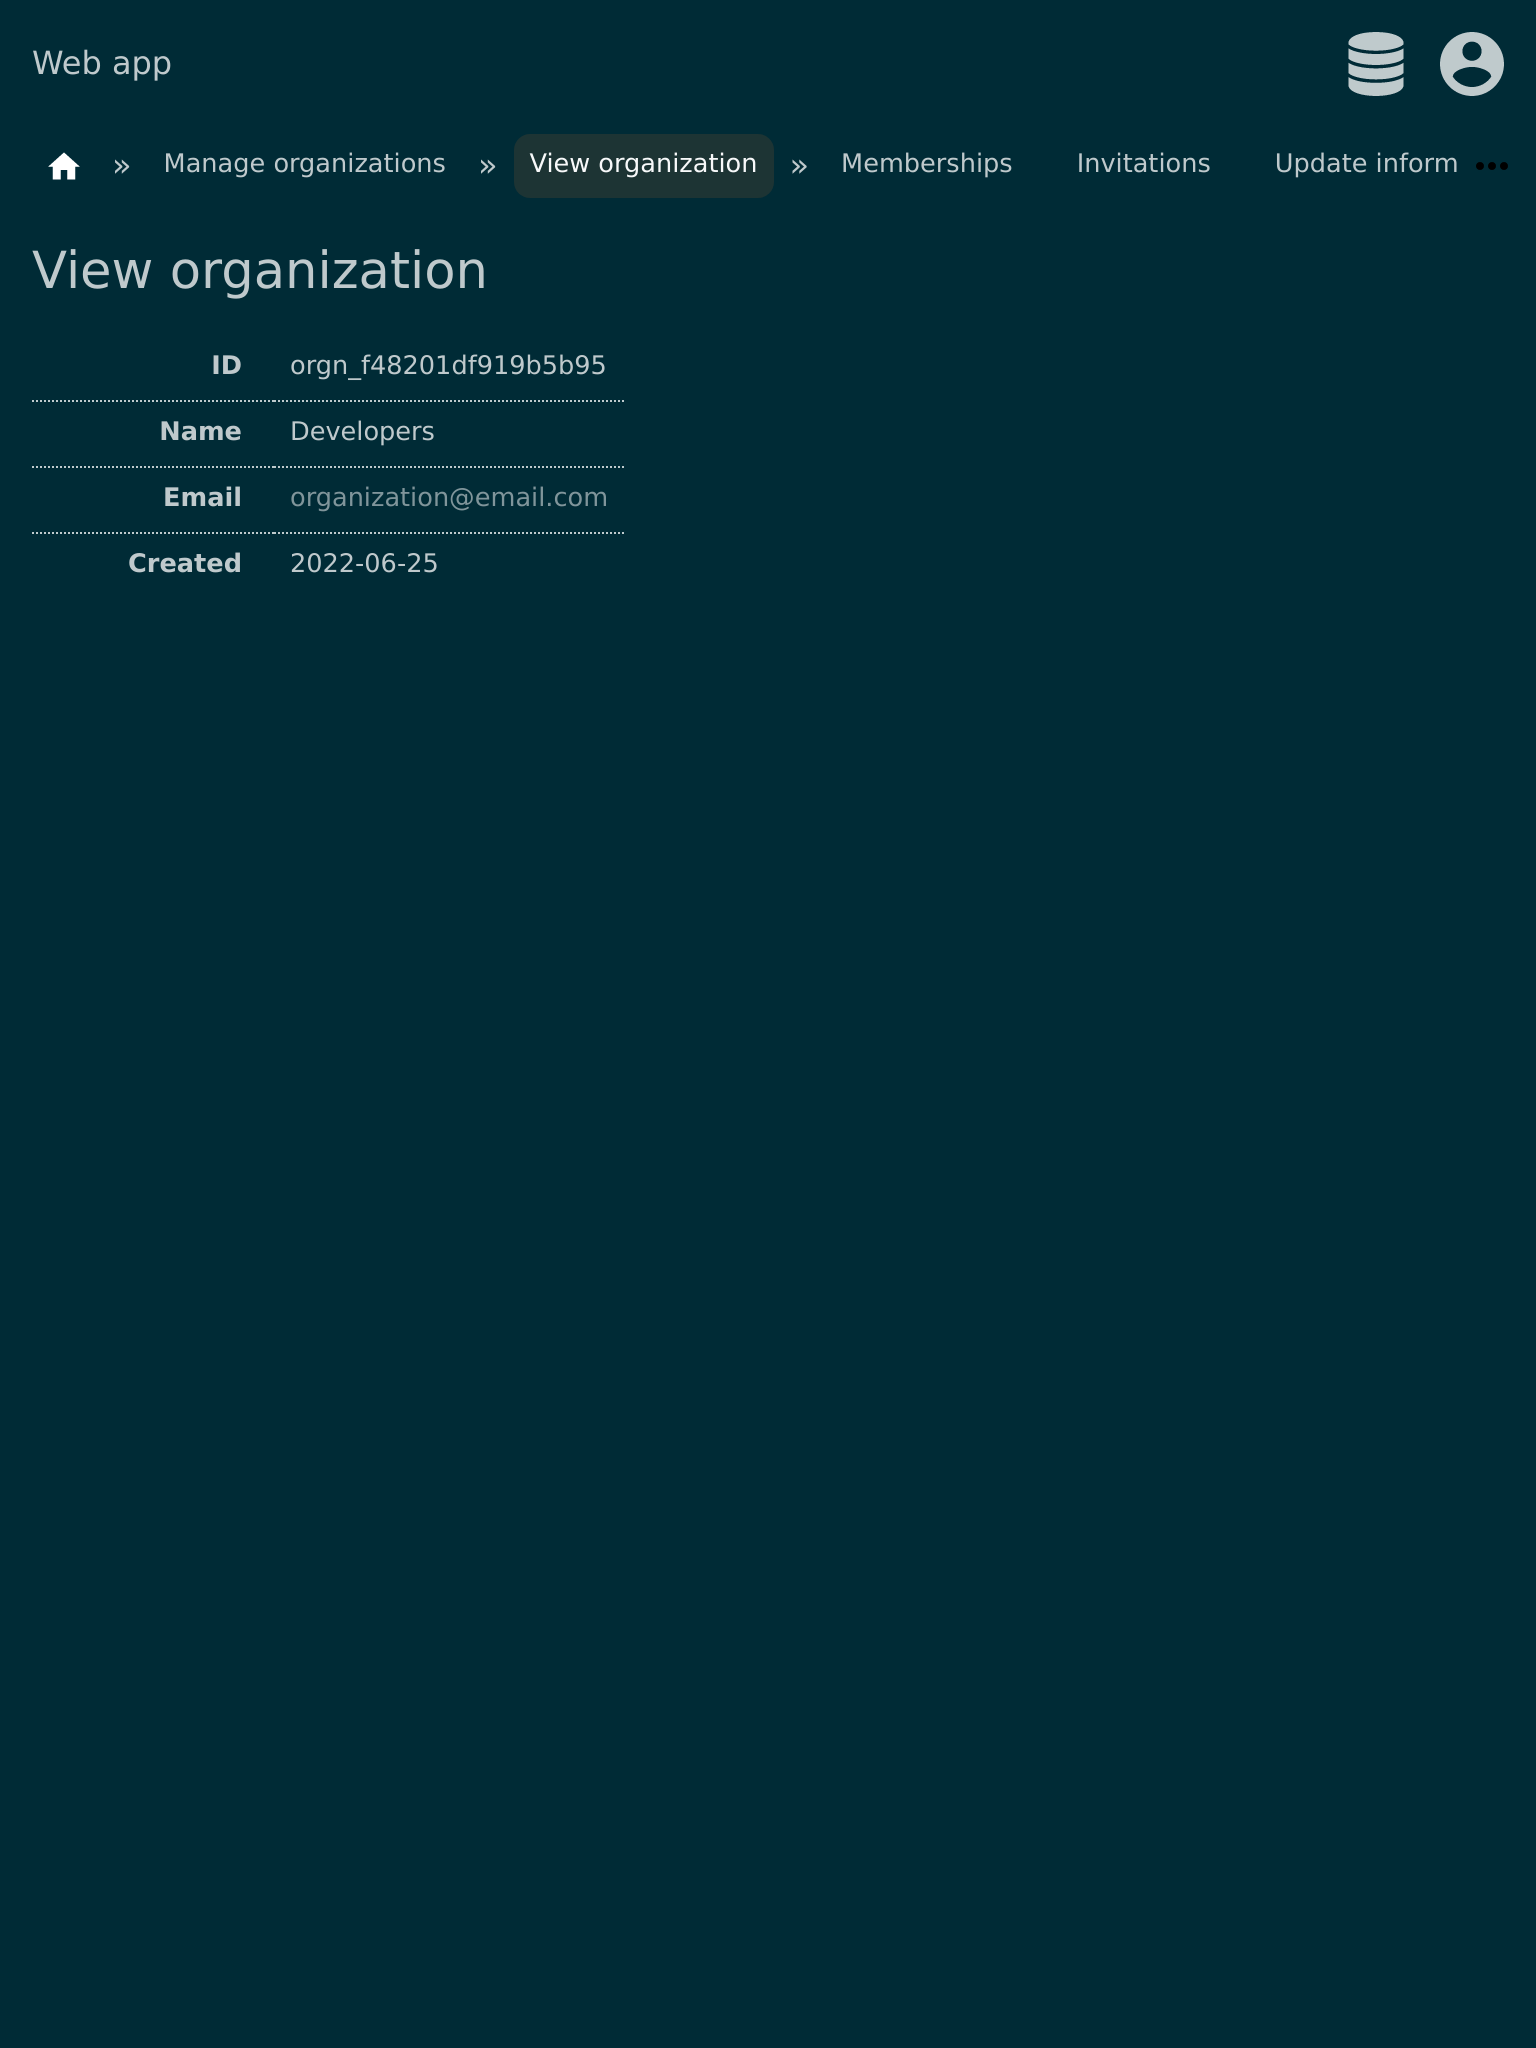 Web app
» Manage organizations » View organization » Memberships Invitations Update inform •••
View organization
ID orgn_f48201df919b5b95
Name Developers
Email organization@email.com
Created 2022-06-25